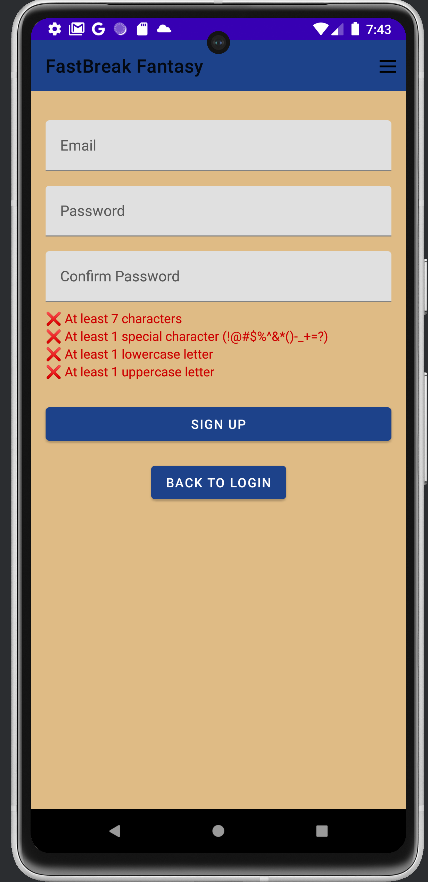 7:43
FastBreak Fantasy
Email
Password
Confirm Password
❌ At least 7 characters
❌ At least 1 special character (!@#$%^&*()-_+=?)
❌ At least 1 lowercase letter
❌ At least 1 uppercase letter
SIGN UP
BACK TO LOGIN